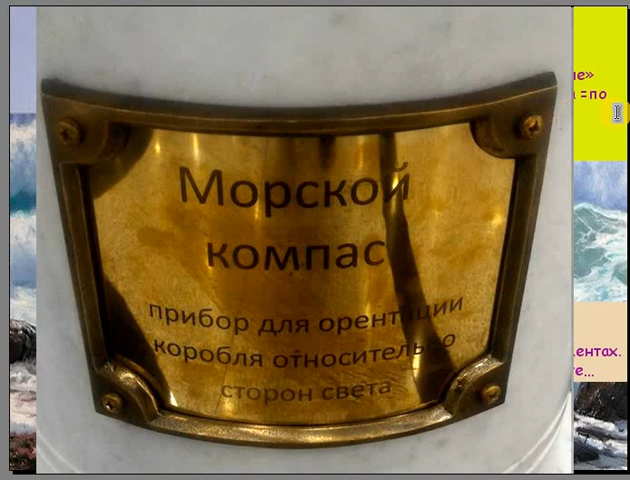 Морской
компас
прибор для орентации
коробля относительно
сторон света